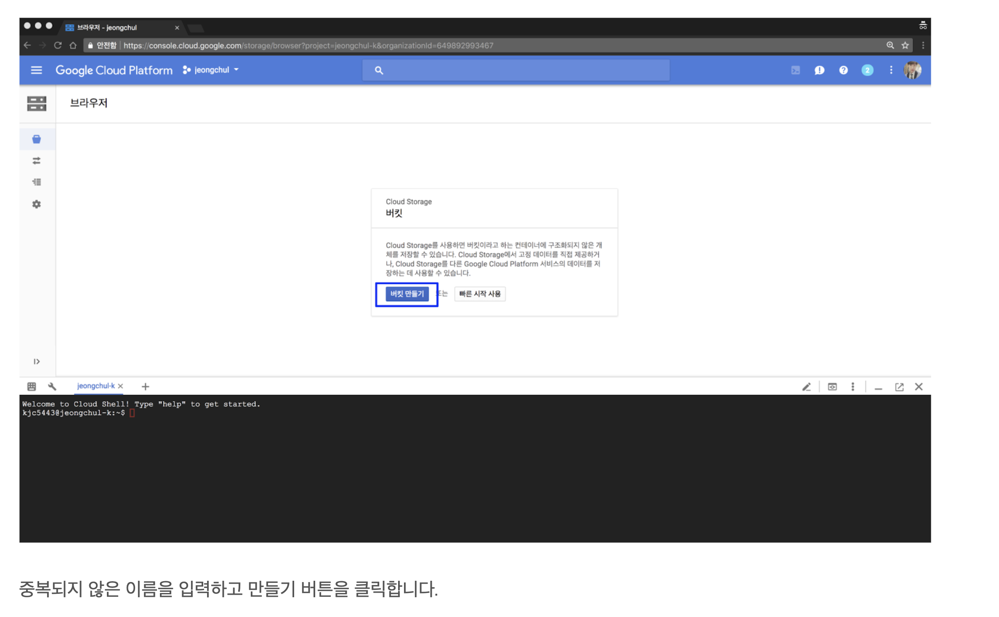 브라우저 - jeongchul
안전함 https://console.cloud.google.com/storage/browser?project=jeongchul-k&organizationId=649892993467
Google Cloud Platform jeongchul 2
브라우저
Cloud Storage
버킷
Cloud Storage를 사용하면 버킷이라고 하는 컨테이너에 구조화되지 않은 개
체를 저장할 수 있습니다. Cloud Storage에서 고정 데이터를 직접 제공하거
나, Cloud Storage를 다른 Google Cloud Platform 서비스의 데이터를 저
장하는 데 사용할 수 있습니다.
버킷 만들기 또는 빠른 시작 사용
jeongchul-k
Welcome to Cloud Shell! Type "help" to get started.
kjc5443@jeongchul-k:~$
중복되지 않은 이름을 입력하고 만들기 버튼을 클릭합니다.